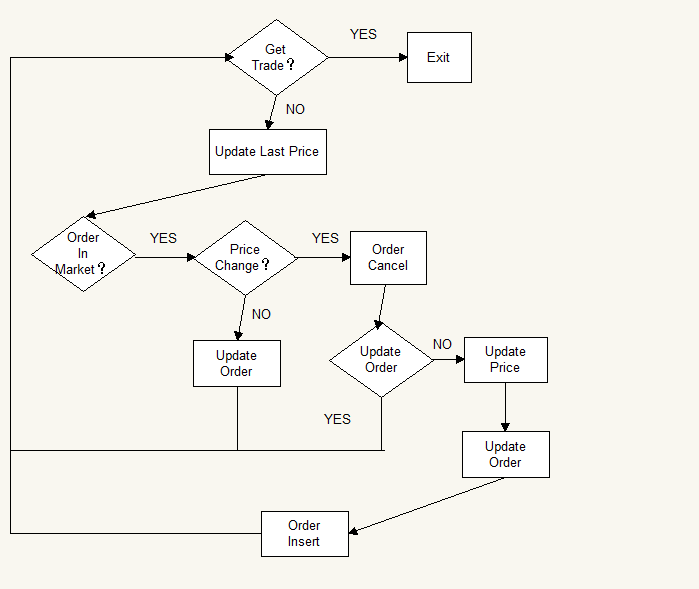 YES
Get
Trade？
Exit
NO
Update Last Price
Order
In
Market？
YES
Price
Change？
YES
Order
Cancel
NO
Update
Order
Update
Order
NO
Update
Price
YES
Update
Order
Order
Insert